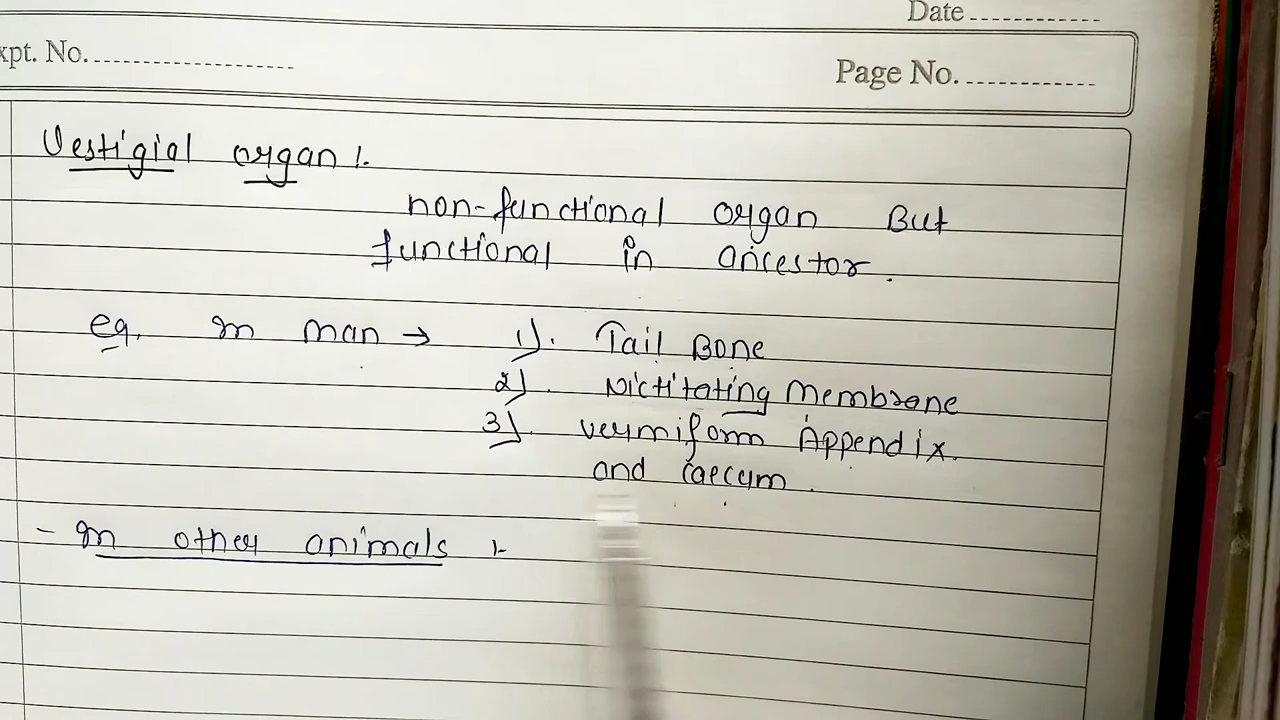 Date
xpt. No.
Page No.
Vestigial organ :-
non-functional organ But
functional in ancestor.
eg. In man → 1). Tail Bone
2). Nictitating Membrane
3). vermiform Appendix.
and caecum.
- In other animals :-